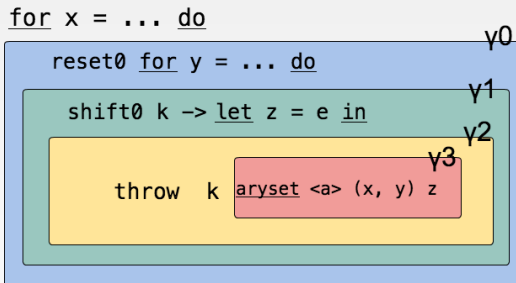 for x = ... do
γ0
reset0 for y = ... do
γ1
shift0 k -> let z = e in
γ2
γ3
throw k aryset <a> (x, y) z